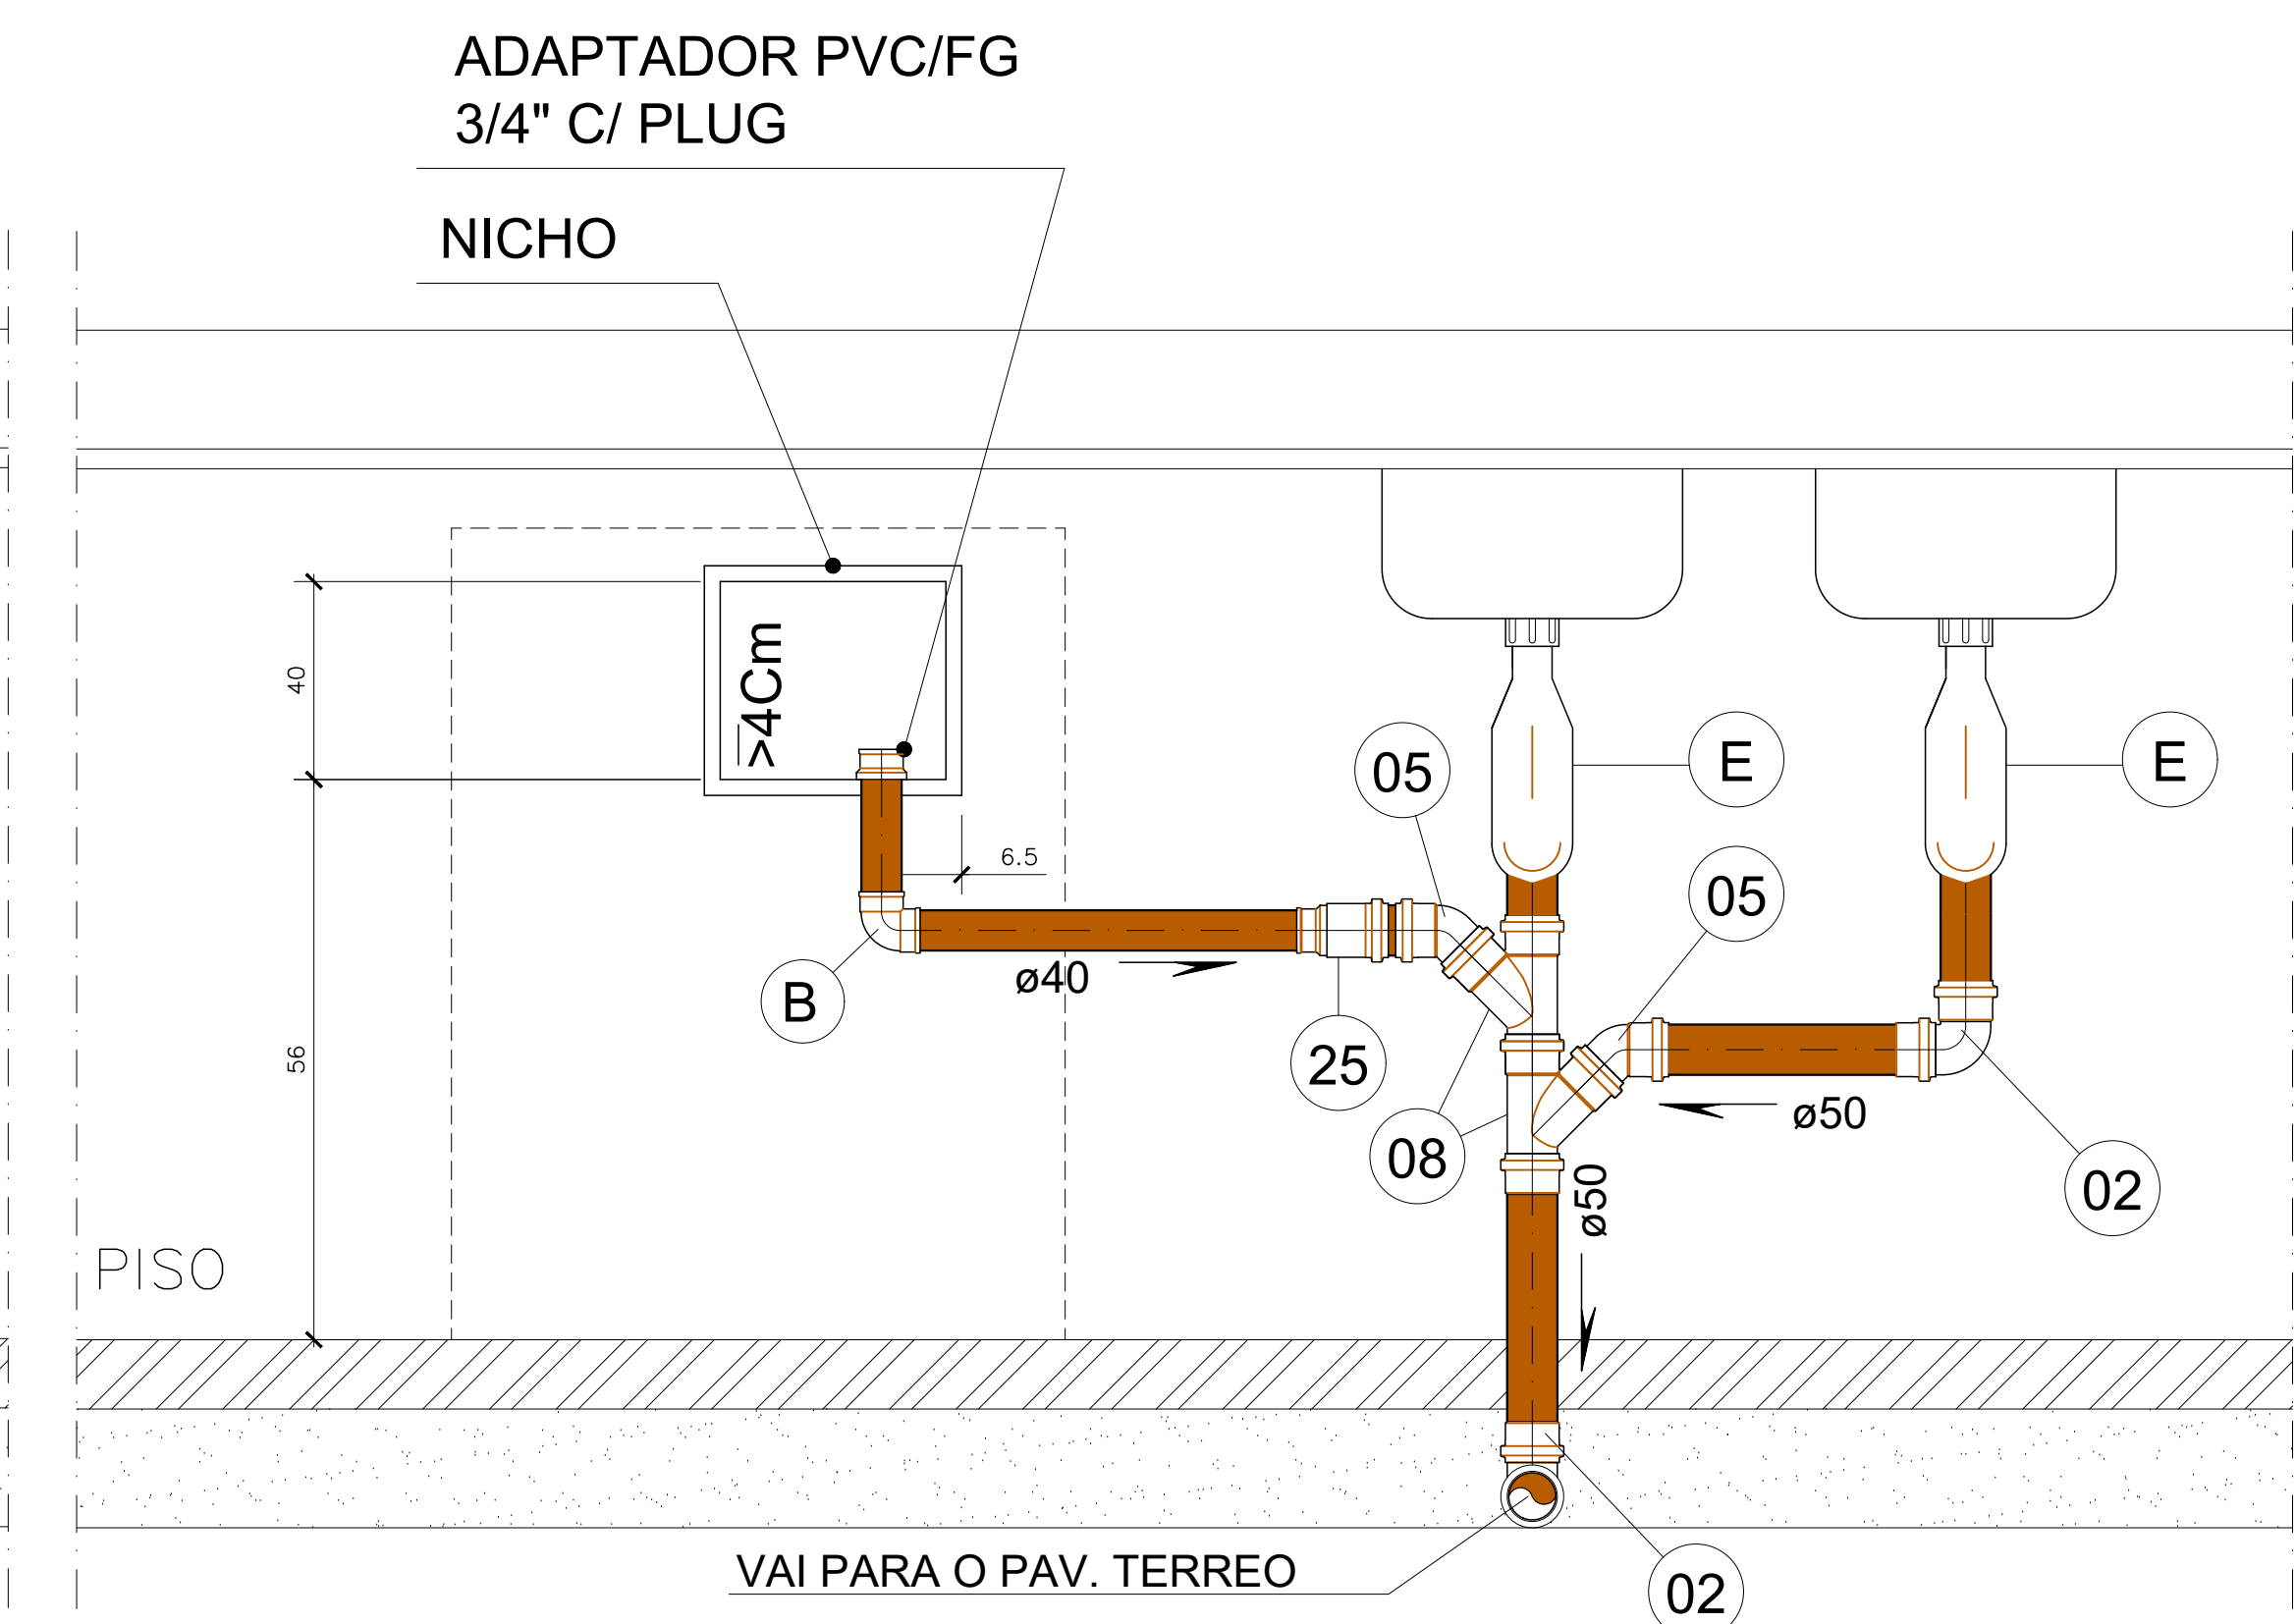 ADAPTADOR PVC/FG
3/4" C/ PLUG
NICHO
>4Cm
40
56
6.5
05
E
E
05
B
ø40
25
08
ø50
ø50
02
PISO
VAI PARA O PAV. TERREO
02